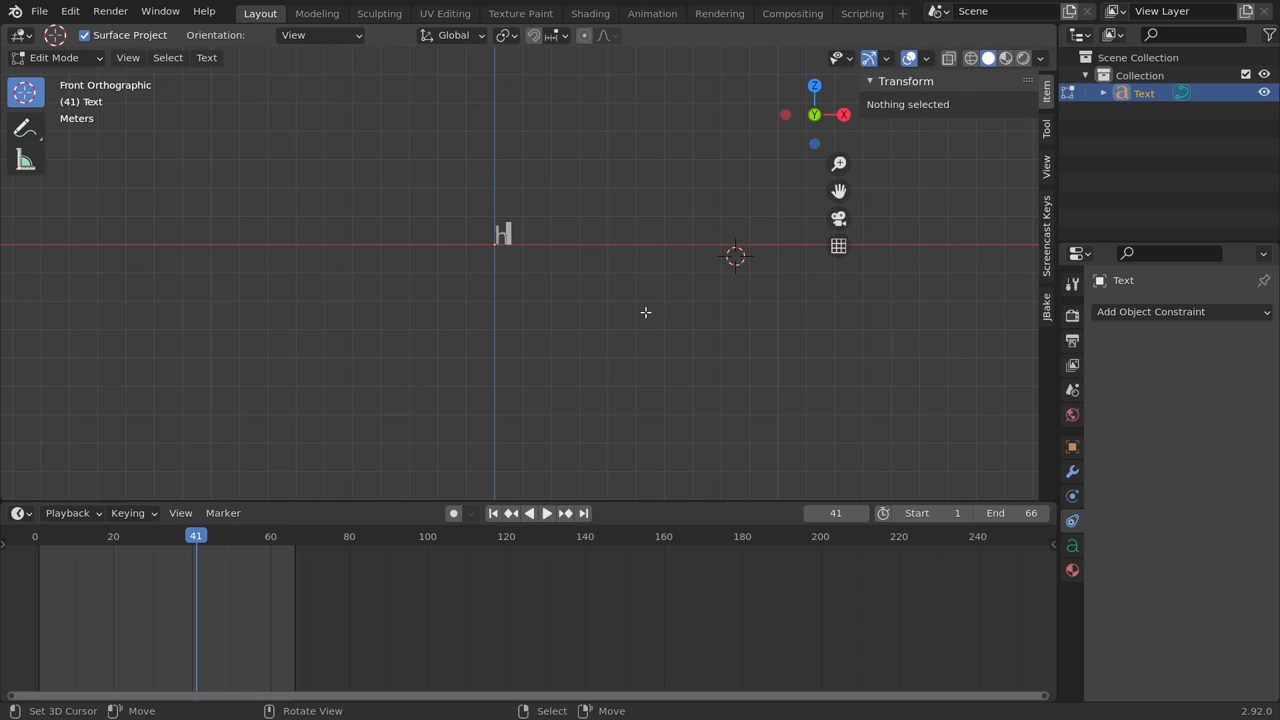 File Edit Render Window Help Layout Modeling Sculpting UV Editing Texture Paint Shading Animation Rendering Compositing Scripting Scene View Layer
Surface Project Orientation: View Global
Edit Mode View Select Text
Front Orthographic
(41) Text
Meters
Transform
Nothing selected
Z
Y
X
h
Item
Tool
View
Screencast Keys
JBake
Scene Collection
Collection
Text
Text
Add Object Constraint
Playback Keying View Marker 41 Start 1 End 66
0 20 41 60 80 100 120 140 160 180 200 220 240
Set 3D Cursor Move Rotate View Select Move 2.92.0